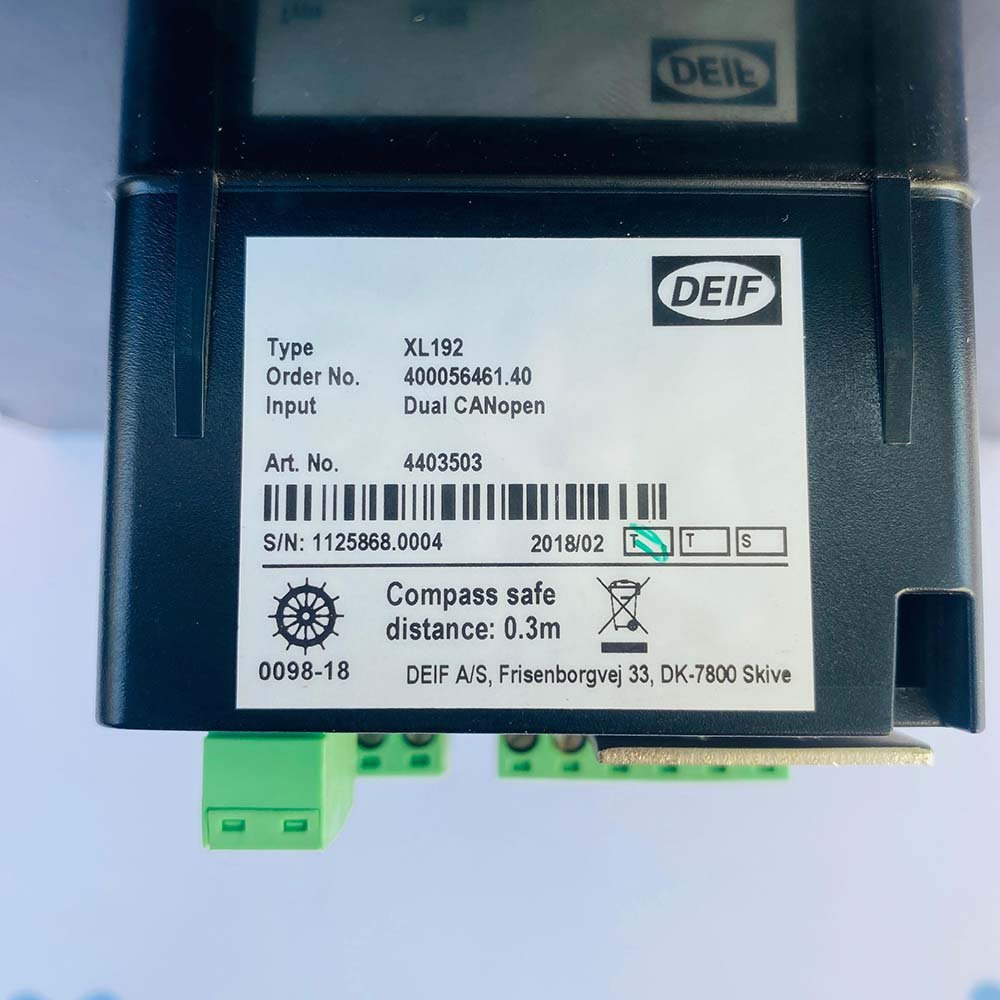 Type
DEIF
DEIF
Type XL192
Order No. 400056461.40
Input Dual CANopen
Art. No. 4403503
S/N: 1125868.0004 2018/02 T T S
Compass safe
distance: 0.3m
0098-18 DEIF A/S, Frisenborgvej 33, DK-7800 Skive